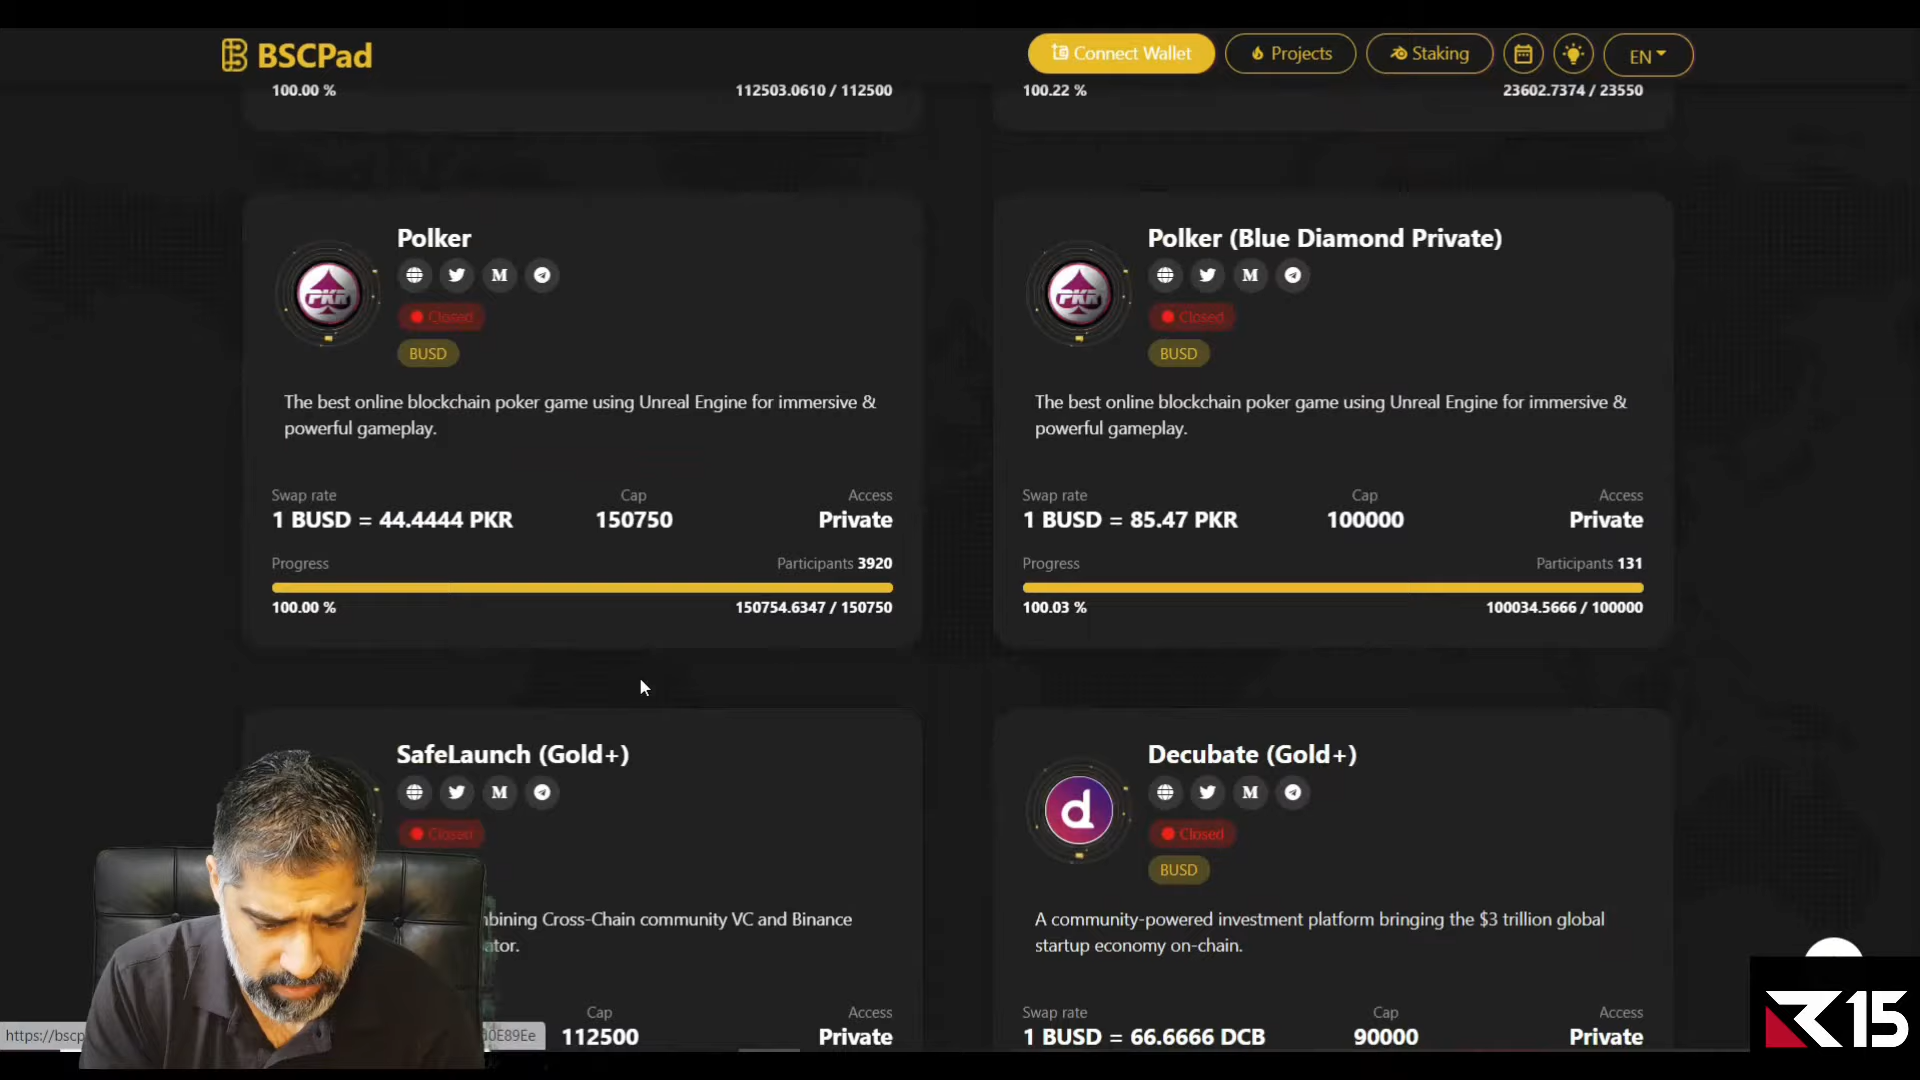 BSCPad
Connect Wallet
Projects
Staking
EN
100.00 %
112503.0610 / 112500
100.22 %
23602.7374 / 23550
Polker
M
Closed
BUSD
PKR
The best online blockchain poker game using Unreal Engine for immersive &
powerful gameplay.
Swap rate
Cap
Access
1 BUSD = 44.4444 PKR
150750
Private
Progress
Participants 3920
100.00 %
150754.6347 / 150750
Polker (Blue Diamond Private)
M
Closed
BUSD
PKR
The best online blockchain poker game using Unreal Engine for immersive &
powerful gameplay.
Swap rate
Cap
Access
1 BUSD = 85.47 PKR
100000
Private
Progress
Participants 131
100.03 %
100034.5666 / 100000
SafeLaunch (Gold+)
M
Closed
Cross-Chain community VC and Binance
Cap
Access
112500
Private
Decubate (Gold+)
M
Closed
BUSD
d
A community-powered investment platform bringing the $3 trillion global
startup economy on-chain.
Swap rate
Cap
Access
1 BUSD = 66.6666 DCB
90000
Private
https://bscp
0E89Ee
R15